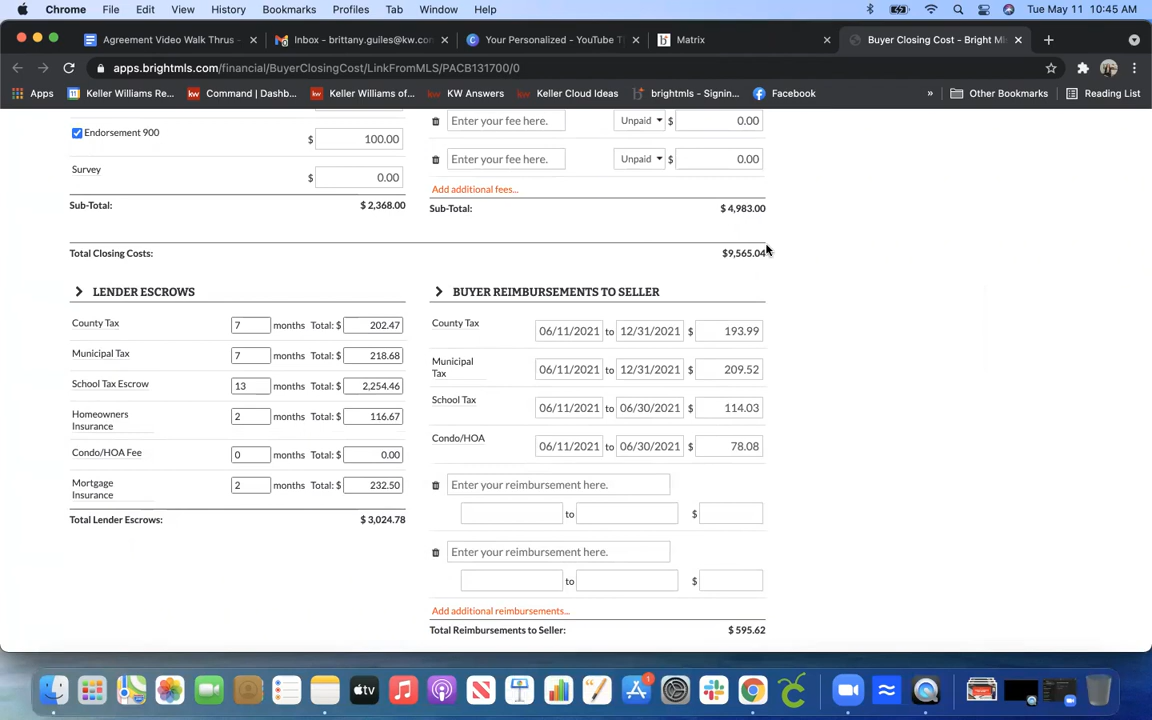 Chrome File Edit View History Bookmarks Profiles Tab Window Help Tue May 11 10:45 AM
Agreement Video Walk Thrus - Inbox - brittany.guiles@kw.co Your Personalized - YouTube T Matrix Buyer Closing Cost - Bright M
apps.brightmls.com/financial/BuyerClosingCost/LinkFromMLS/PACB131700/0
Apps Keller Williams Re... Command | Dashb... Keller Williams of... KW Answers Keller Cloud Ideas brightmls - Signin... Facebook » Other Bookmarks Reading List
Enter your fee here. Unpaid $ 0.00
Endorsement 900 $ 100.00
Enter your fee here. Unpaid $ 0.00
Survey $ 0.00
Add additional fees...
Sub-Total: $ 2,368.00
Sub-Total: $ 4,983.00
Total Closing Costs: $9,565.04
LENDER ESCROWS
County Tax 7 months Total: $ 202.47
Municipal Tax 7 months Total: $ 218.68
School Tax Escrow 13 months Total: $ 2,254.46
Homeowners
Insurance 2 months Total: $ 116.67
Condo/HOA Fee 0 months Total: $ 0.00
Mortgage
Insurance 2 months Total: $ 232.50
Total Lender Escrows: $ 3,024.78
BUYER REIMBURSEMENTS TO SELLER
County Tax 06/11/2021 to 12/31/2021 $ 193.99
Municipal
Tax 06/11/2021 to 12/31/2021 $ 209.52
School Tax 06/11/2021 to 06/30/2021 $ 114.03
Condo/HOA 06/11/2021 to 06/30/2021 $ 78.08
Enter your reimbursement here.
to $
Enter your reimbursement here.
to $
Add additional reimbursements...
Total Reimbursements to Seller: $ 595.62